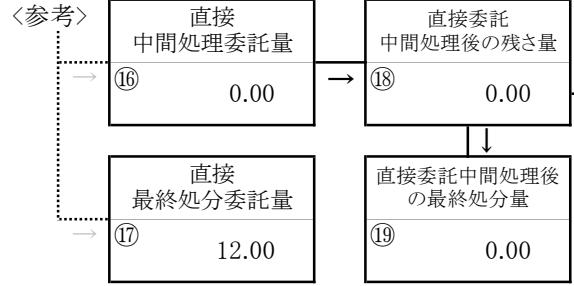 〈参考〉
直接
中間処理委託量
⑯
0.00
→
→
直接委託
中間処理後の残さ量
⑱
0.00
↓
直接
最終処分委託量
→
⑰
12.00
直接委託中間処理後
の最終処分量
⑲
0.00